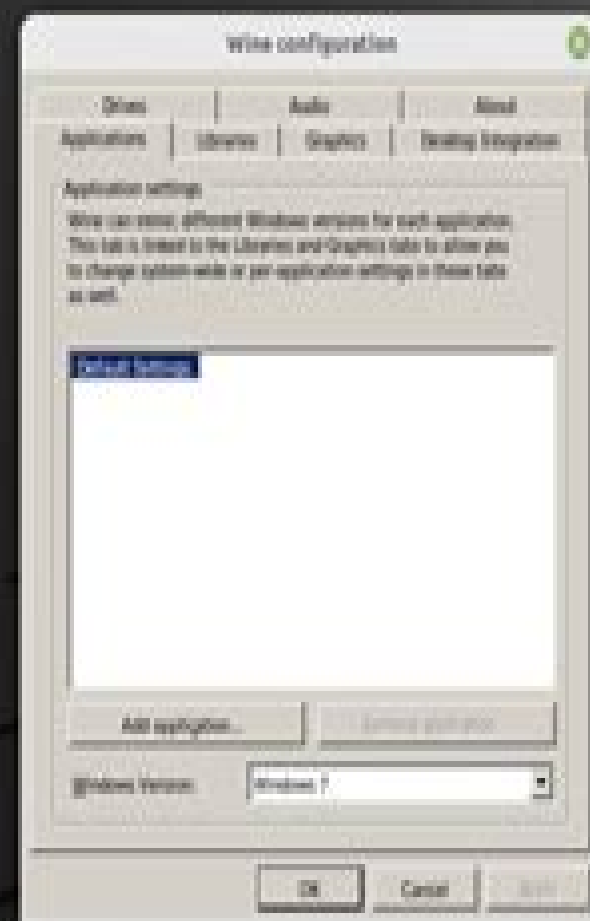 Wine configuration
Drives Audio About
Applications Libraries Graphics Desktop Integration
Application settings
Wine can mimic different Windows versions for each application.
This tab is linked to the Libraries and Graphics tabs to allow you
to change system-wide or per-application settings in those tabs
as well.
Default Settings
Add application...
Remove application
Windows Version:
Windows 7
OK Cancel Apply